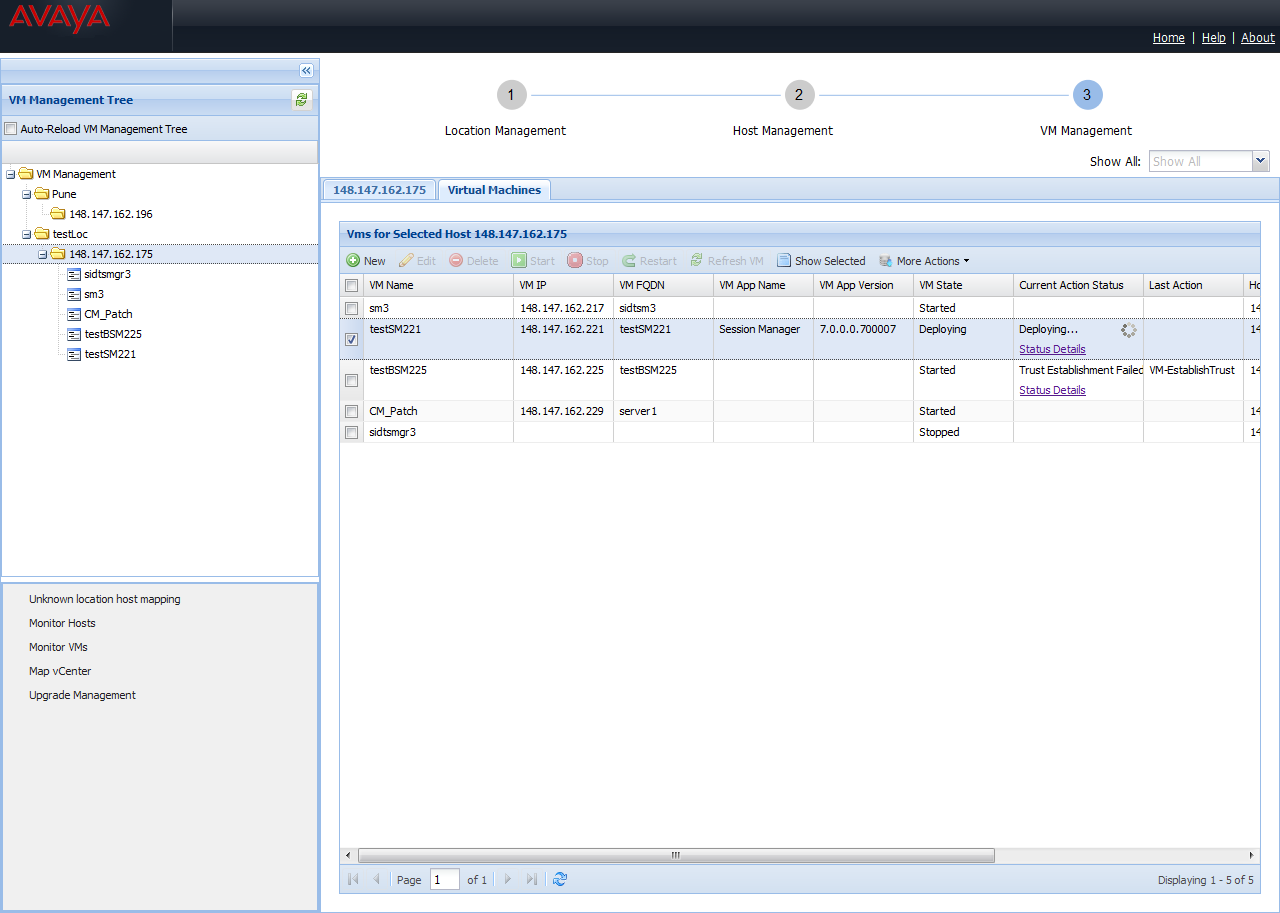 AVAYA
Home | Help | About
VM Management Tree
Auto-Reload VM Management Tree
VM Management
Pune
148.147.162.196
testLoc
148.147.162.175
sidtsmgr3
sm3
CM_Patch
testBSM225
testSM221
Unknown location host mapping
Monitor Hosts
Monitor VMs
Map vCenter
Upgrade Management
1 2 3
Location Management Host Management VM Management
Show All: Show All
148.147.162.175 Virtual Machines
Vms for Selected Host 148.147.162.175
New Edit Delete Start Stop Restart Refresh VM Show Selected More Actions
VM Name VM IP VM FQDN VM App Name VM App Version VM State Current Action Status Last Action Ho
sm3 148.147.162.217 sidtsm3 Started 14
testSM221 148.147.162.221 testSM221 Session Manager 7.0.0.0.700007 Deploying Deploying... 14
Status Details
testBSM225 148.147.162.225 testBSM225 Started Trust Establishment Failed VM-EstablishTrust 14
Status Details
CM_Patch 148.147.162.229 server1 Started 14
sidtsmgr3 Stopped 14
Page 1 of 1 Displaying 1 - 5 of 5